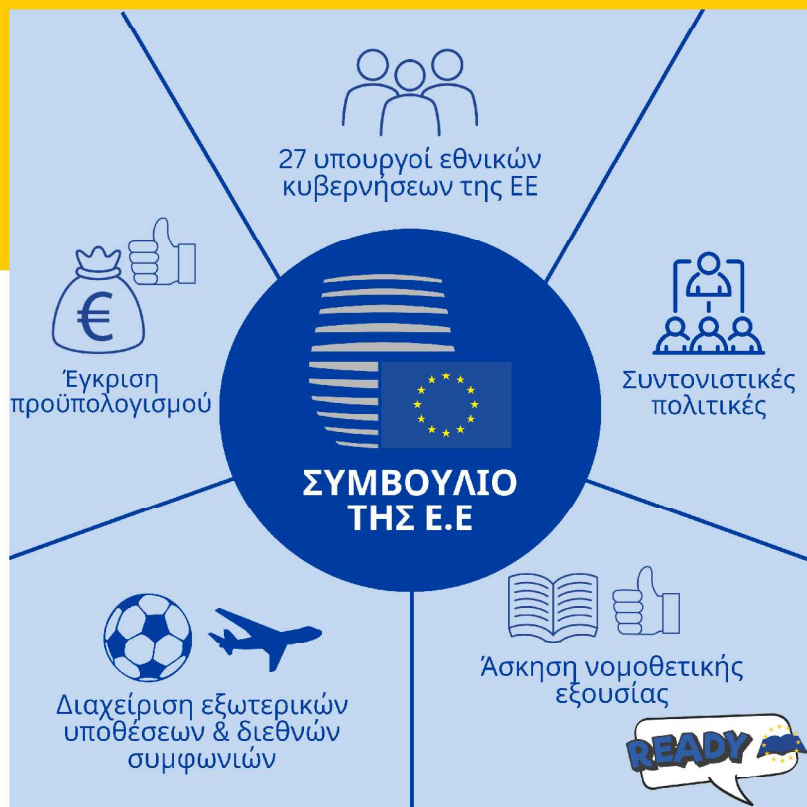 27 υπουργοί εθνικών
κυβερνήσεων της ΕΕ
€
Έγκριση
προϋπολογισμού
Συντονιστικές
πολιτικές
ΣΥΜΒΟΥΛΙΟ
ΤΗΣ Ε.Ε
Διαχείριση εξωτερικών
υποθέσεων & διεθνών
συμφωνιών
Άσκηση νομοθετικής
εξουσίας
READY